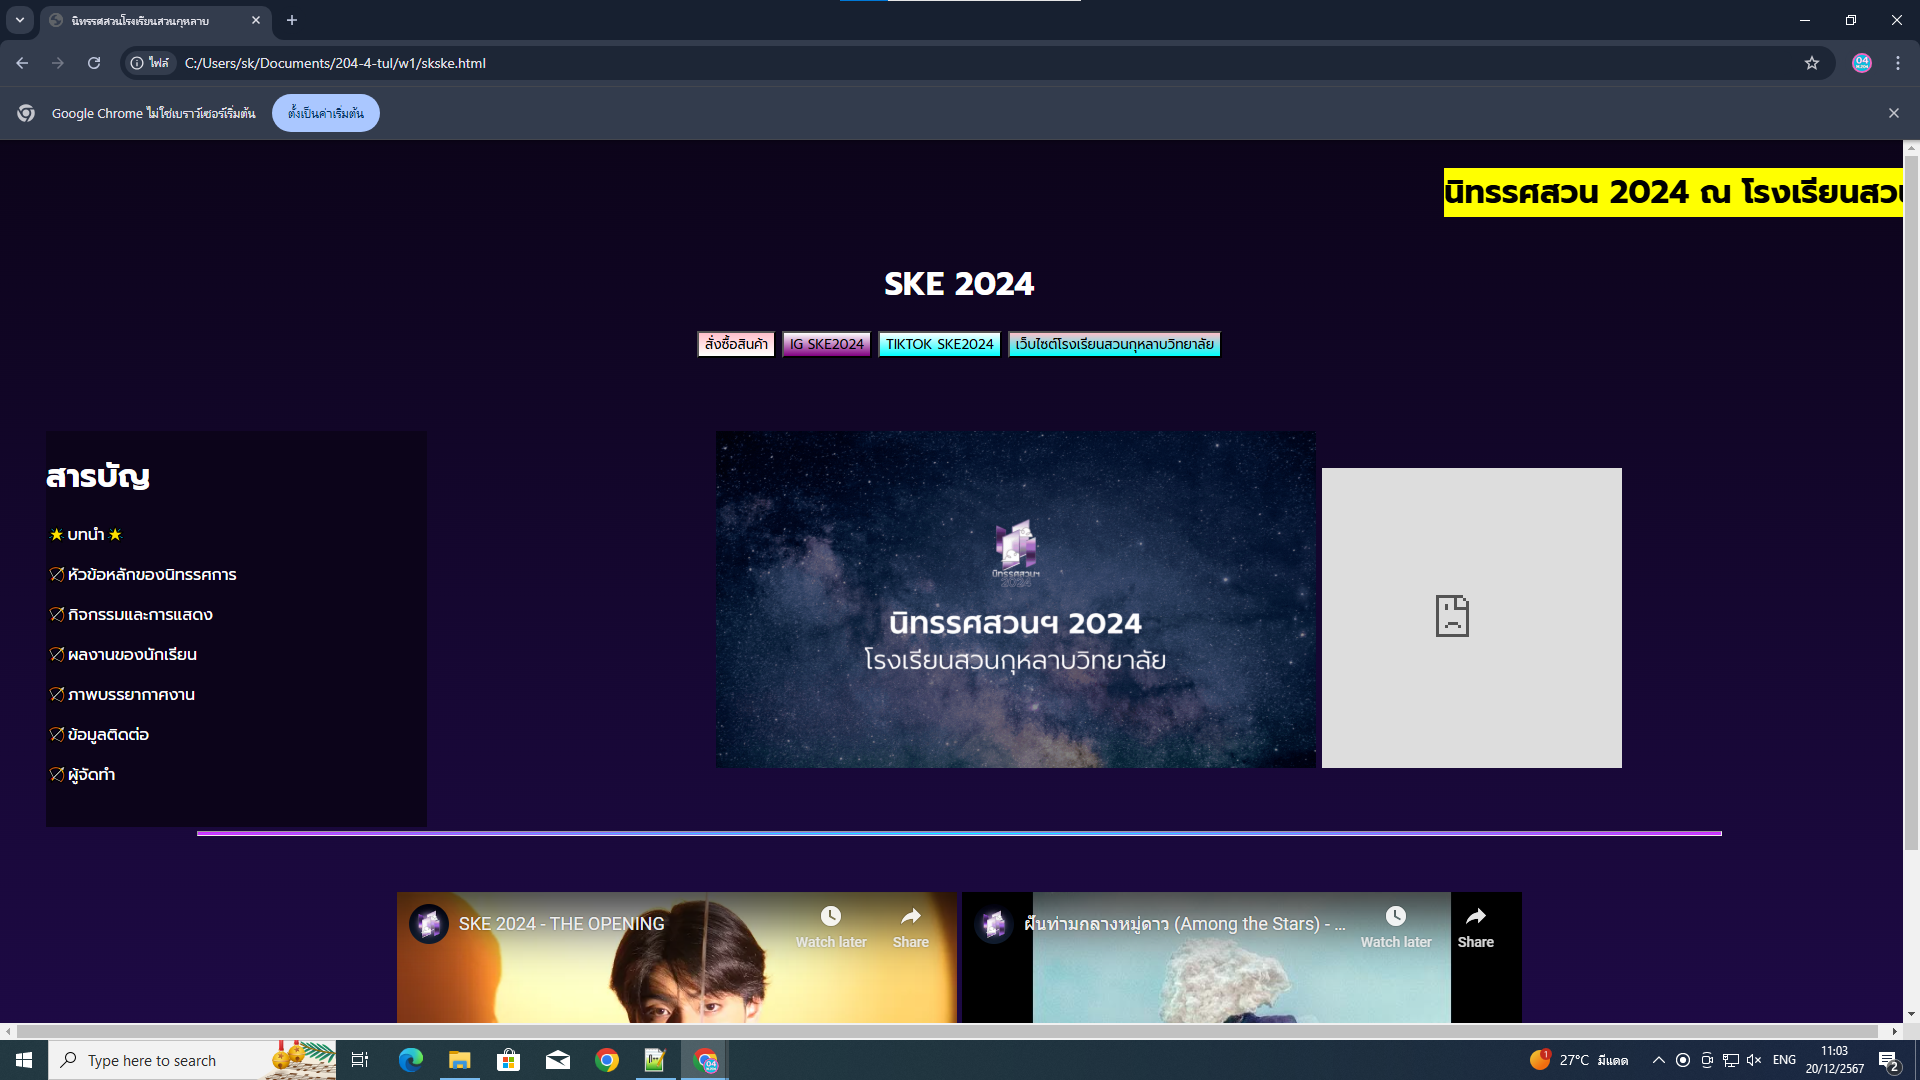 นิทรรศสวนโรงเรียนสวนกุหลาบ
ไฟล์
C:/Users/sk/Documents/204-4-tul/w1/skske.html
04
Google Chrome ไม่ใช่เบราว์เซอร์เริ่มต้น
ตั้งเป็นค่าเริ่มต้น
นิทรรศสวน 2024 ณ โรงเรียนสวน
SKE 2024
สั่งซื้อสินค้า
IG SKE2024
TIKTOK SKE2024
เว็บไซต์โรงเรียนสวนกุหลาบวิทยาลัย
สารบัญ
บทนำ
หัวข้อหลักของนิทรรศการ
กิจกรรมและการแสดง
ผลงานของนักเรียน
ภาพบรรยากาศงาน
ข้อมูลติดต่อ
ผู้จัดทำ
นิทรรศสวนฯ
2024
นิทรรศสวนฯ 2024
โรงเรียนสวนกุหลาบวิทยาลัย
SKE 2024 - THE OPENING
Watch later
Share
ฝันท่ามกลางหมู่ดาว (Among the Stars) - ...
Watch later
Share
Type here to search
04
1
27°C มีแดด
ENG
11:03
20/12/2567
2